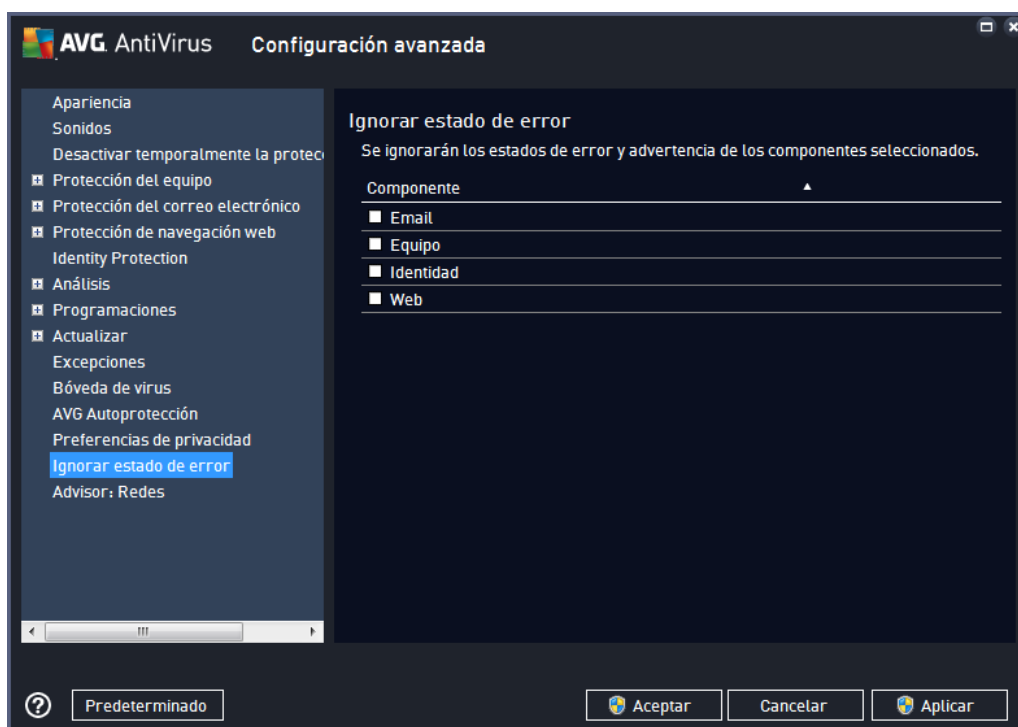 AVG AntiVirus Configuración avanzada
Apariencia
Sonidos
Desactivar temporalmente la protec
Protección del equipo
Protección del correo electrónico
Protección de navegación web
Identity Protection
Análisis
Programaciones
Actualizar
Excepciones
Bóveda de virus
AVG Autoprotección
Preferencias de privacidad
Ignorar estado de error
Advisor: Redes
Ignorar estado de error
Se ignorarán los estados de error y advertencia de los componentes seleccionados.
Componente
Email
Equipo
Identidad
Web
Predeterminado
Aceptar
Cancelar
Aplicar